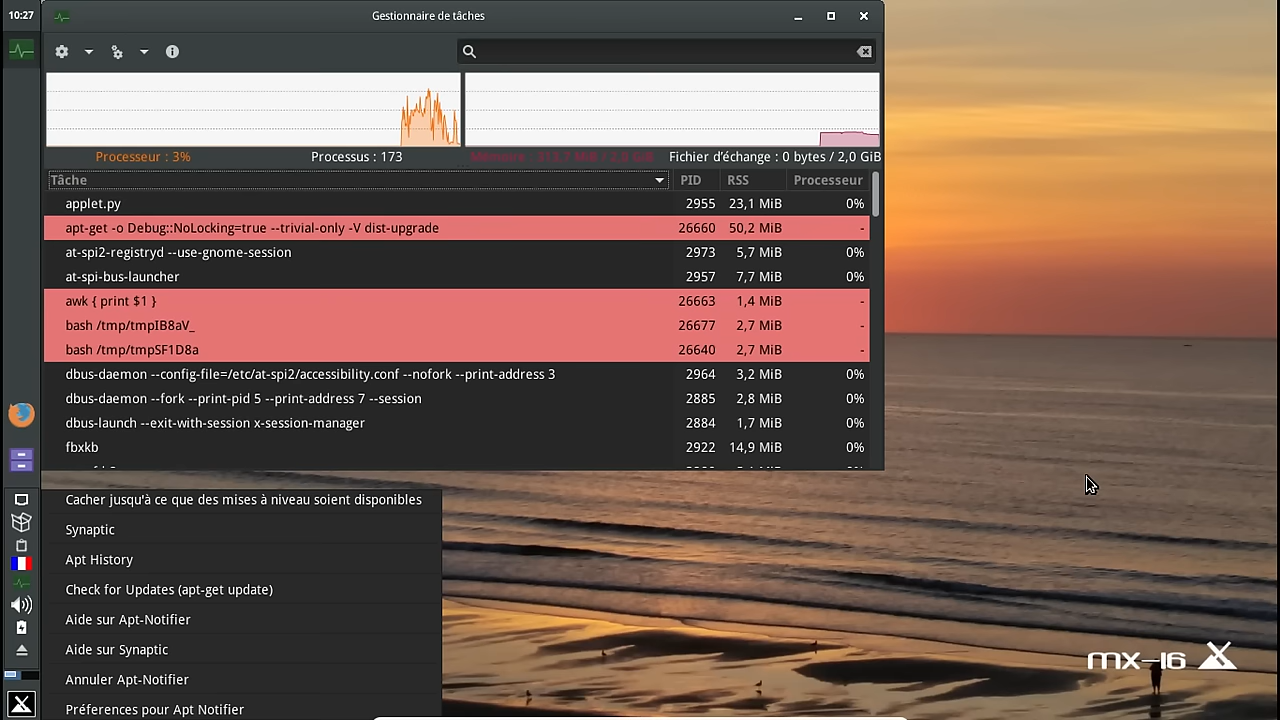 10:27
Gestionnaire de tâches
Processeur : 3%
Processus : 173
Fichier d'échange : 0 bytes / 2,0 GiB
Tâche PID RSS Processeur
applet.py 2955 23,1 MiB 0%
apt-get -o Debug::NoLocking=true --trivial-only -V dist-upgrade 26660 50,2 MiB -
at-spi2-registryd --use-gnome-session 2973 5,7 MiB 0%
at-spi-bus-launcher 2957 7,7 MiB 0%
awk { print $1 } 26663 1,4 MiB -
bash /tmp/tmpIB8aV_ 26677 2,7 MiB -
bash /tmp/tmpSF1D8a 26640 2,7 MiB -
dbus-daemon --config-file=/etc/at-spi2/accessibility.conf --nofork --print-address 3 2964 3,2 MiB 0%
dbus-daemon --fork --print-pid 5 --print-address 7 --session 2885 2,8 MiB 0%
dbus-launch --exit-with-session x-session-manager 2884 1,7 MiB 0%
fbxkb 2922 14,9 MiB 0%
Cacher jusqu'à ce que des mises à niveau soient disponibles
Synaptic
Apt History
Check for Updates (apt-get update)
Aide sur Apt-Notifier
Aide sur Synaptic
Annuler Apt-Notifier
Préferences pour Apt Notifier
mx-16